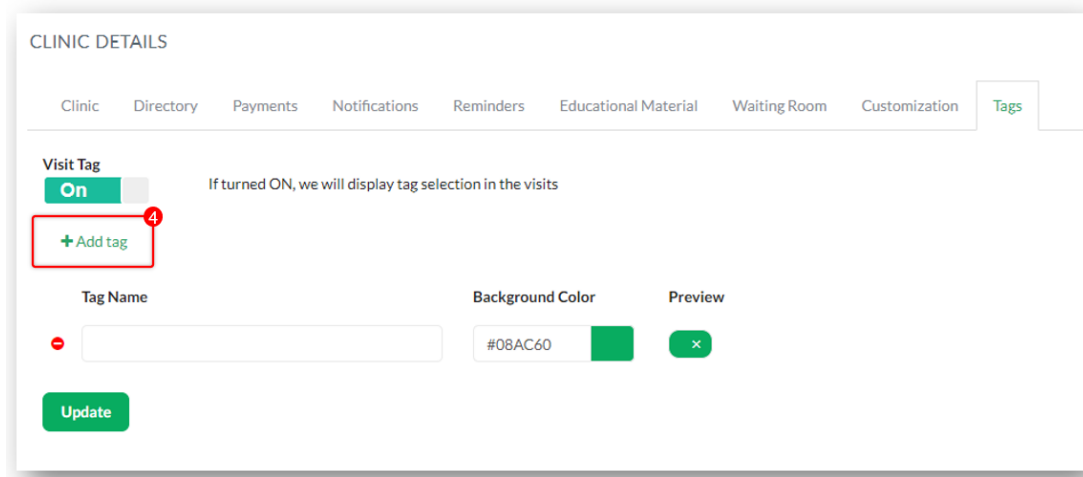 CLINIC DETAILS
Clinic Directory Payments Notifications Reminders Educational Material Waiting Room Customization Tags
Visit Tag
On If turned ON, we will display tag selection in the visits
4
+ Add tag
Tag Name Background Color Preview
#08AC60 ×
Update